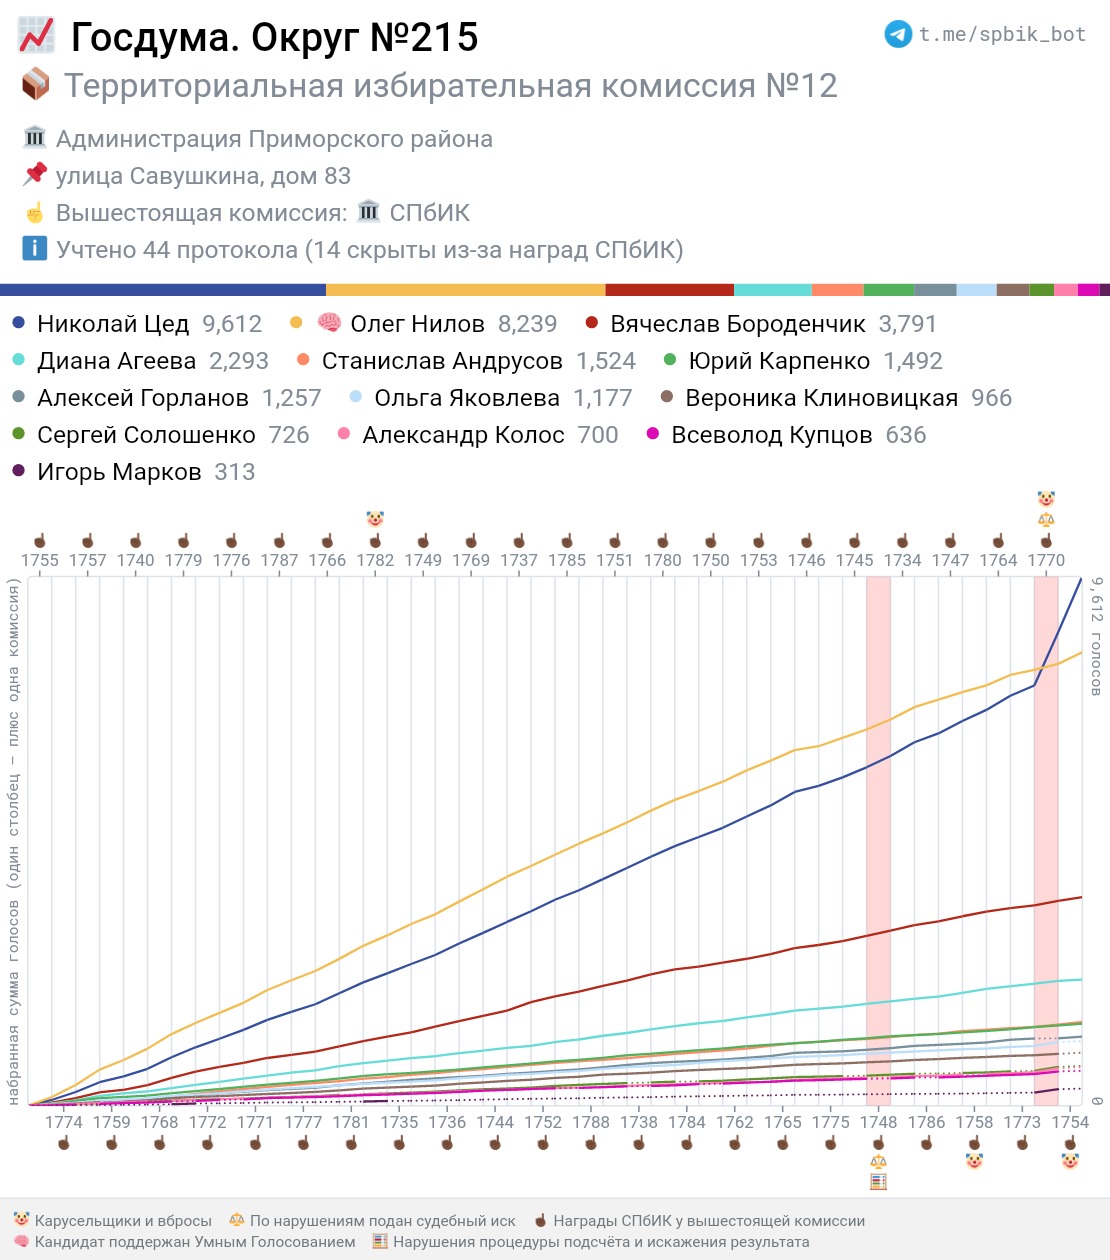 Госдума. Округ №215
t.me/spbik_bot
Территориальная избирательная комиссия №12
Администрация Приморского района
улица Савушкина, дом 83
Вышестоящая комиссия: СПбИК
Учтено 44 протокола (14 скрыты из-за наград СПбИК)
Николай Цед 9,612 Олег Нилов 8,239 Вячеслав Бороденчик 3,791
Диана Агеева 2,293 Станислав Андрусов 1,524 Юрий Карпенко 1,492
Алексей Горланов 1,257 Ольга Яковлева 1,177 Вероника Клиновицкая 966
Сергей Солошенко 726 Александр Колос 700 Всеволод Купцов 636
Игорь Марков 313
1755 1757 1740 1779 1776 1787 1766 1782 1749 1769 1737 1785 1751 1780 1750 1753 1746 1745 1734 1747 1764 1770
набранная сумма голосов (один столбец — плюс одна комиссия)
9,612 голосов
0
1774 1759 1768 1772 1771 1777 1781 1735 1736 1744 1752 1788 1738 1784 1762 1765 1775 1748 1786 1758 1773 1754
Карусельщики и вбросы По нарушениям подан судебный иск Награды СПбИК у вышестоящей комиссии
Кандидат поддержан Умным Голосованием Нарушения процедуры подсчёта и искажения результата